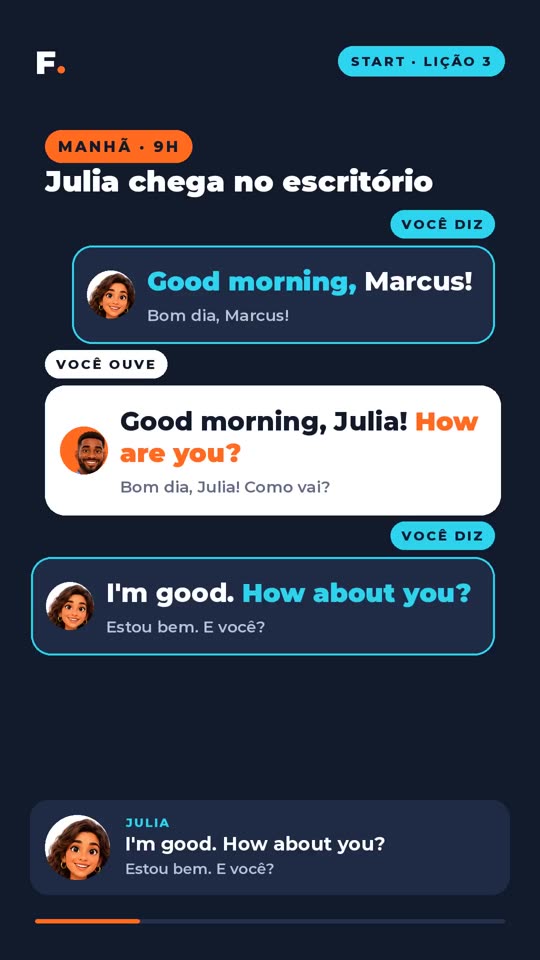 F.
START · LIÇÃO 3
MANHÃ · 9H
Julia chega no escritório
VOCÊ DIZ
Good morning, Marcus!
Bom dia, Marcus!
VOCÊ OUVE
Good morning, Julia! How
are you?
Bom dia, Julia! Como vai?
VOCÊ DIZ
I'm good. How about you?
Estou bem. E você?
JULIA
I'm good. How about you?
Estou bem. E você?